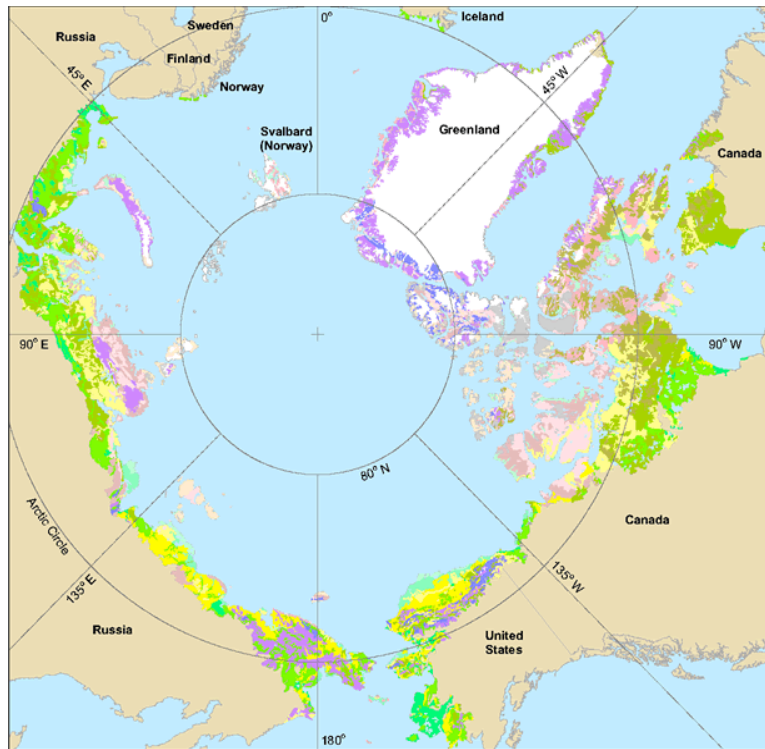 Sweden
0°
Iceland
Russia
Finland
45° E
Norway
45° W
Svalbard
(Norway)
Greenland
Canada
90° E
90° W
80° N
Arctic Circle
Canada
135° E
135° W
Russia
United
States
180°